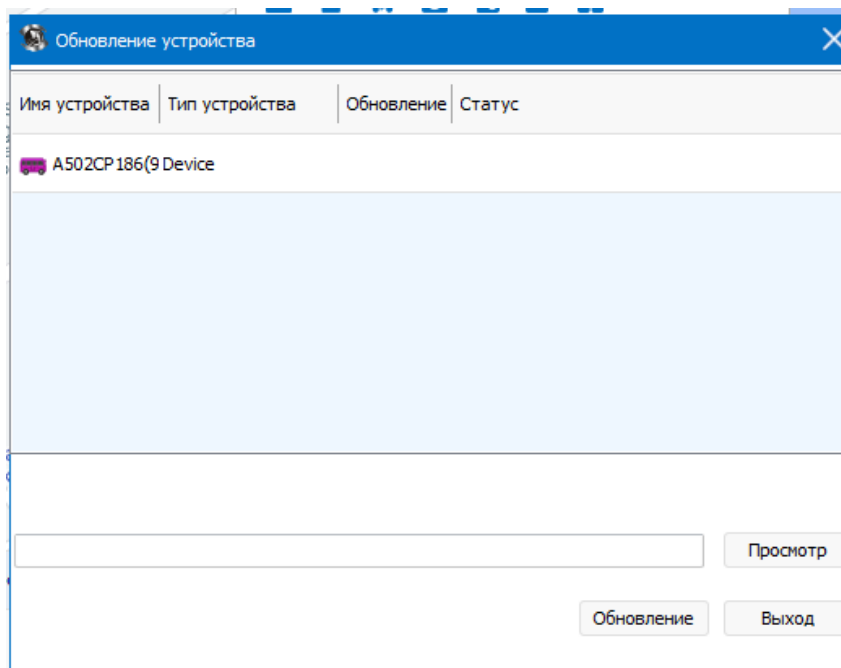 Обновление устройства
Имя устройства Тип устройства Обновление Статус
A502CP186(9 Device
Просмотр
Обновление Выход